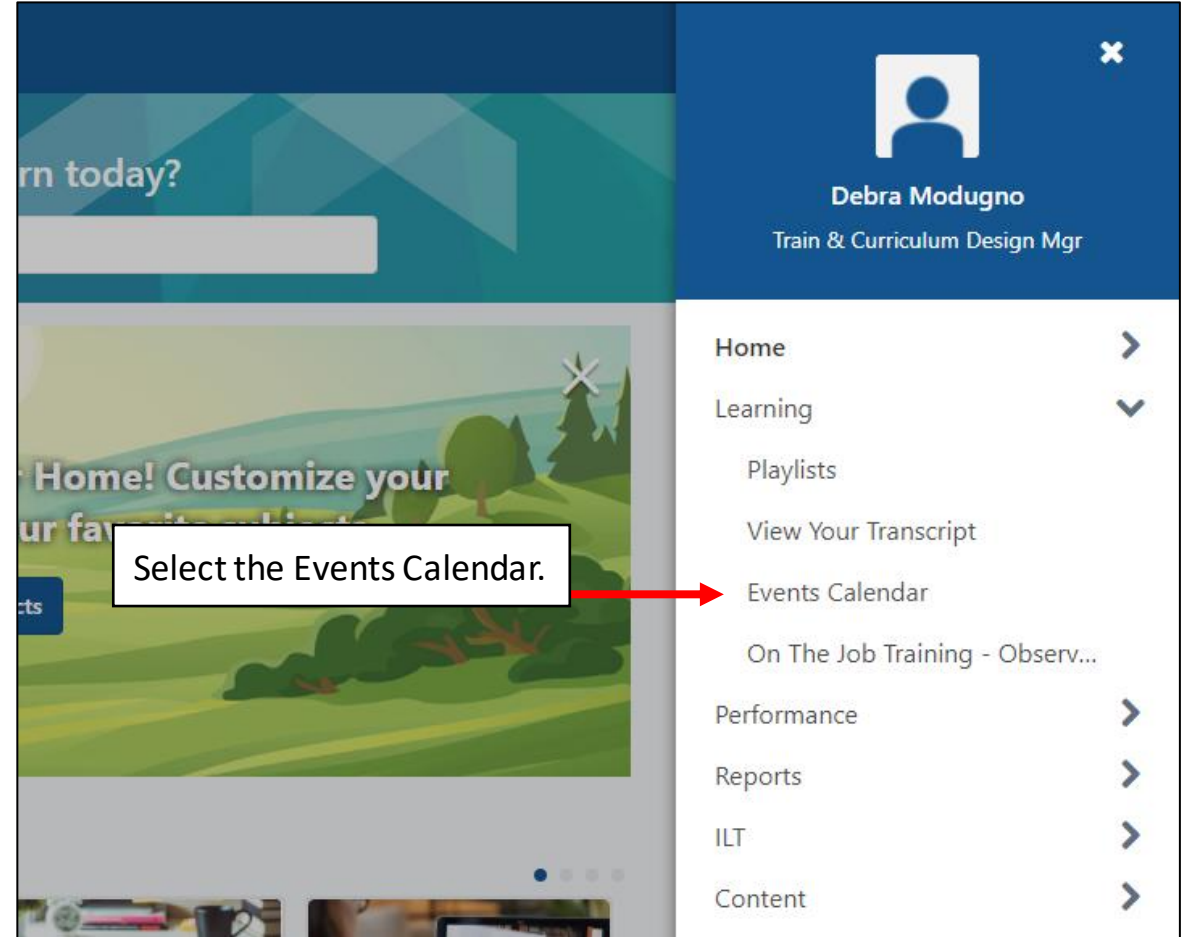 rn today?
Debra Modugno
Train & Curriculum Design Mgr
Home
Learning
Playlists
View Your Transcript
Events Calendar
On The Job Training - Observ...
Performance
Reports
ILT
Content
Home! Customize your
ur
Select the Events Calendar.
cts